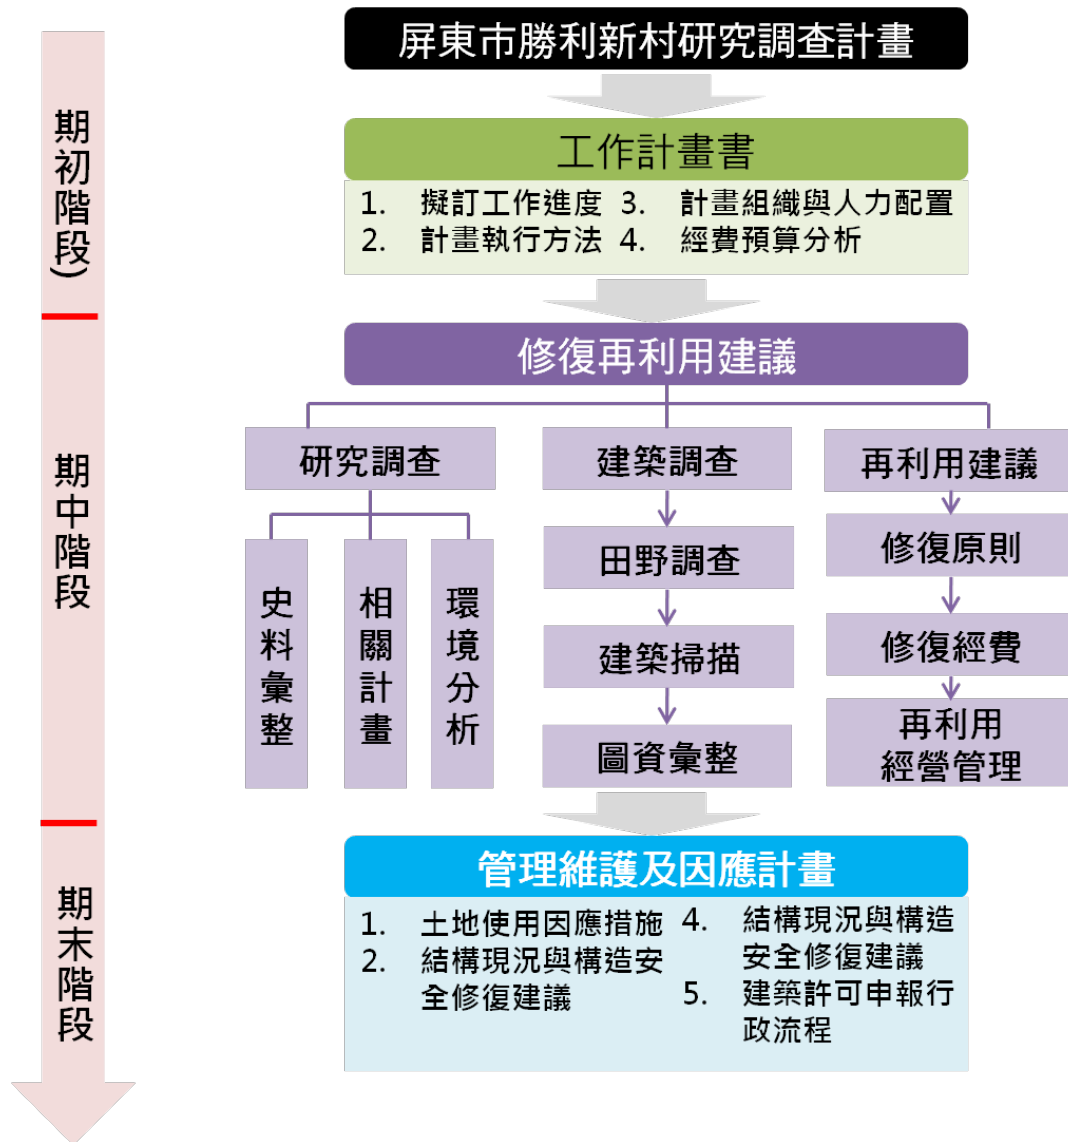 屏東市勝利新村研究調查計畫
期初階段)
工作計畫書
1. 擬訂工作進度 3. 計畫組織與人力配置
2. 計畫執行方法 4. 經費預算分析
期中階段
修復再利用建議
研究調查
建築調查
再利用建議
史料彙整
相關計畫
環境分析
田野調查
建築掃描
圖資彙整
修復原則
修復經費
再利用
經營管理
期末階段
管理維護及因應計畫
1. 土地使用因應措施
2. 結構現況與構造安
全修復建議
4. 結構現況與構造
安全修復建議
5. 建築許可申報行
政流程